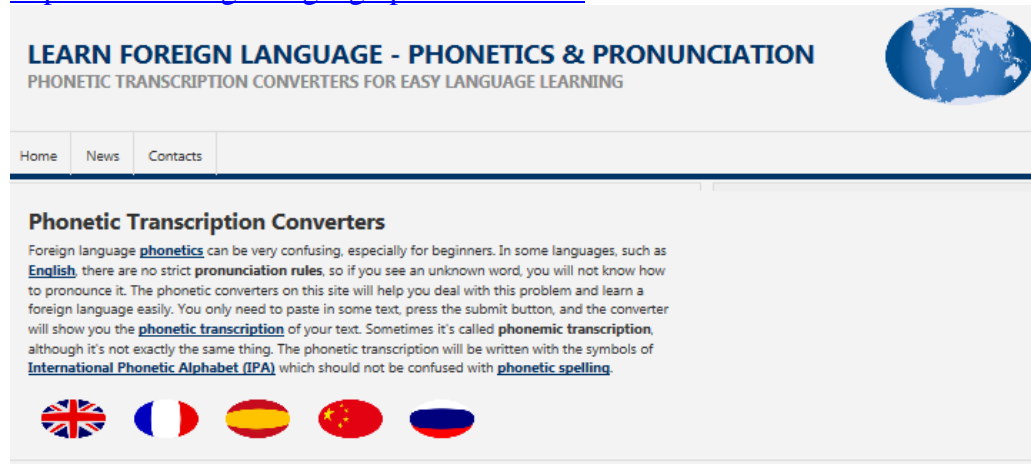 LEARN FOREIGN LANGUAGE - PHONETICS & PRONUNCIATION
PHONETIC TRANSCRIPTION CONVERTERS FOR EASY LANGUAGE LEARNING
Home News Contacts
Phonetic Transcription Converters
Foreign language phonetics can be very confusing, especially for beginners. In some languages, such as
English, there are no strict pronunciation rules, so if you see an unknown word, you will not know how
to pronounce it. The phonetic converters on this site will help you deal with this problem and learn a
foreign language easily. You only need to paste in some text, press the submit button, and the converter
will show you the phonetic transcription of your text. Sometimes it's called phonemic transcription,
although it's not exactly the same thing. The phonetic transcription will be written with the symbols of
International Phonetic Alphabet (IPA) which should not be confused with phonetic spelling.